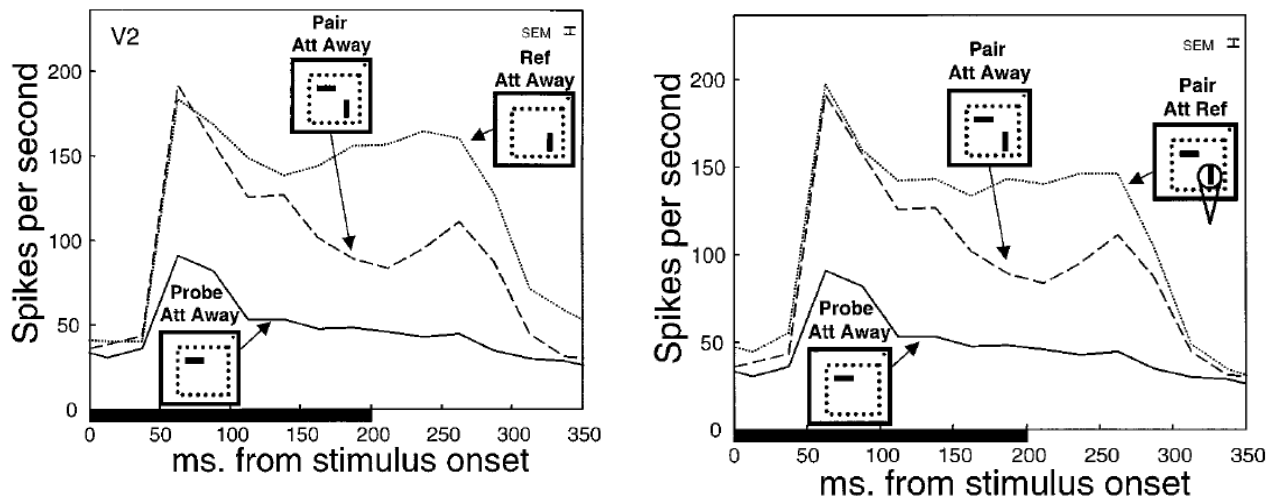 V2
Pair
Att Away
SEM
Ref
Att Away
Probe
Att Away
Spikes per second
200
150
100
50
0
0 50 100 150 200 250 300 350
ms. from stimulus onset
Pair
Att Away
SEM
Pair
Att Ref
Probe
Att Away
Spikes per second
200
150
100
50
0
0 50 100 150 200 250 300 350
ms. from stimulus onset